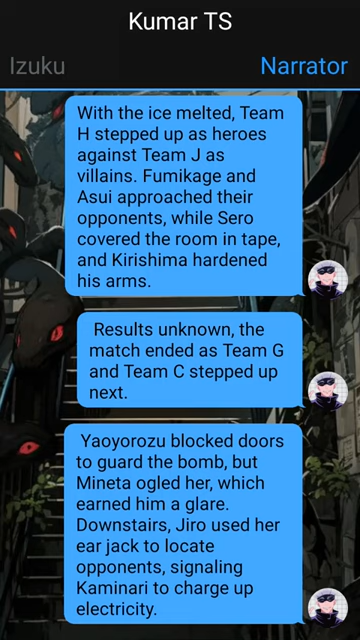 Kumar TS
Izuku
Narrator
With the ice melted, Team
H stepped up as heroes
against Team J as
villains. Fumikage and
Asui approached their
opponents, while Sero
covered the room in tape,
and Kirishima hardened
his arms.
Results unknown, the
match ended as Team G
and Team C stepped up
next.
Yaoyorozu blocked doors
to guard the bomb, but
Mineta ogled her, which
earned him a glare.
Downstairs, Jiro used her
ear jack to locate
opponents, signaling
Kaminari to charge up
electricity.